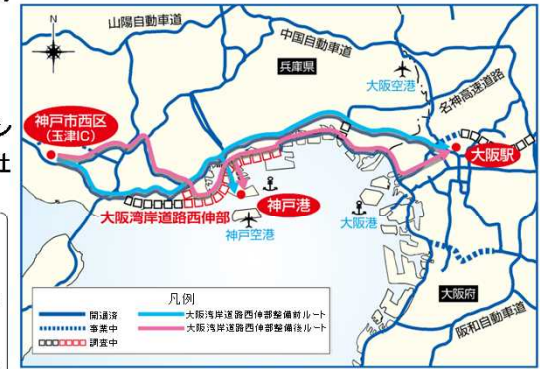 山陽自動車道
中国自動車道
兵庫県
大阪空港
名神高速道路
神戸市西区
(玉津IC)
ン
社
大阪駅
大阪湾岸道路西伸部
神戸港
神戸空港
大阪港
大阪府
阪和自動車道
凡例
開通済
大阪湾岸道路西伸部整備前ルート
事業中
大阪湾岸道路西伸部整備後ルート
調査中